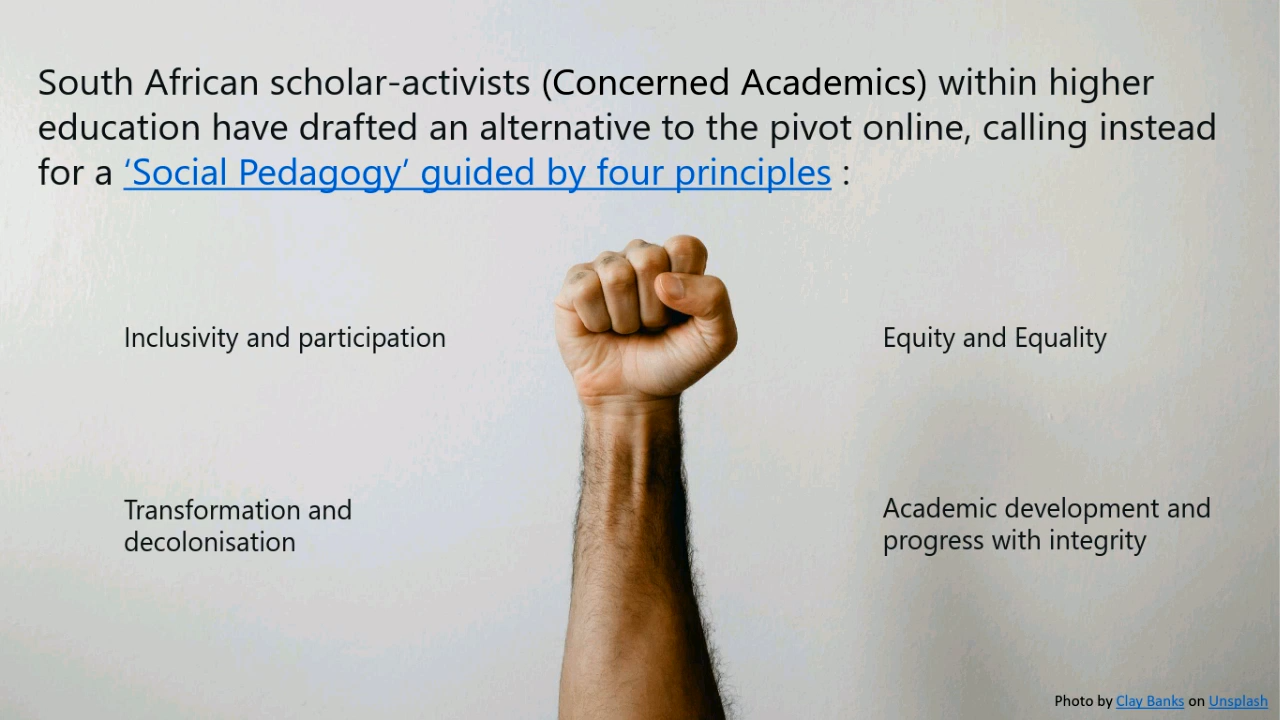 South African scholar-activists (Concerned Academics) within higher
education have drafted an alternative to the pivot online, calling instead
for a ‘Social Pedagogy’ guided by four principles :
Inclusivity and participation
Equity and Equality
Transformation and
decolonisation
Academic development and
progress with integrity
Photo by Clay Banks on Unsplash